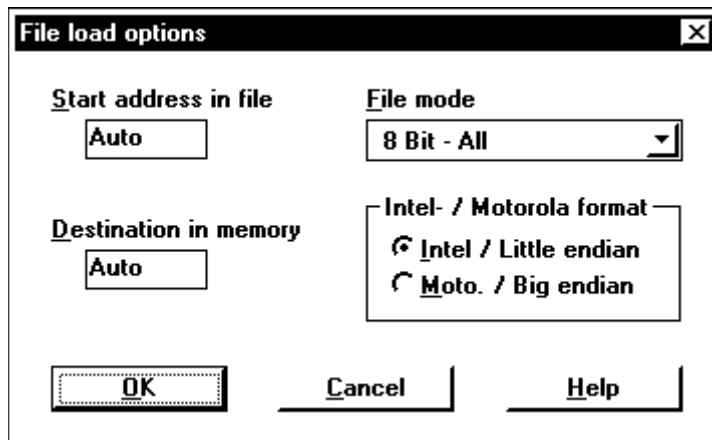 File load options
Start address in file
Auto
File mode
8 Bit - All
Destination in memory
Auto
Intel- / Motorola format
Intel / Little endian
Moto. / Big endian
OK
Cancel
Help